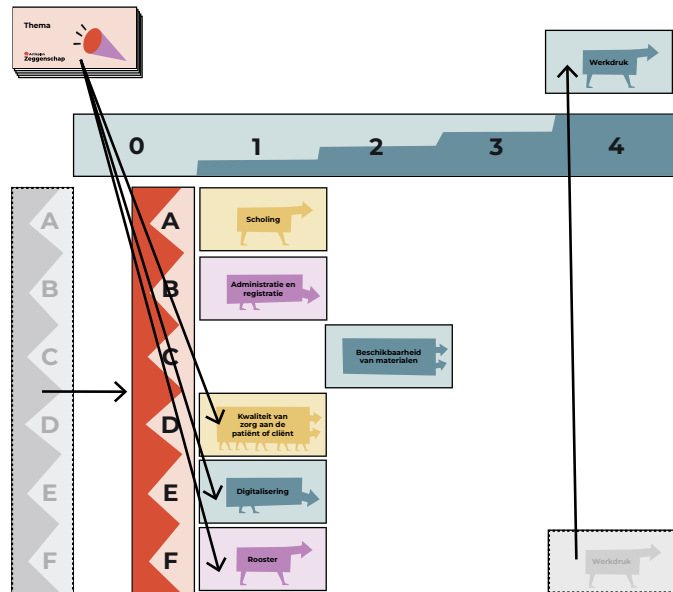 Thema
Actieplan
Zeggenschap
Werkdruk
0
1
2
3
4
A
A
Scholing
B
B
Administratie en
registratie
C
C
Beschikbaarheid
van materialen
D
D
Kwaliteit van
zorg aan de
patiënt of cliënt
E
E
Digitalisering
F
F
Rooster
Werkdruk